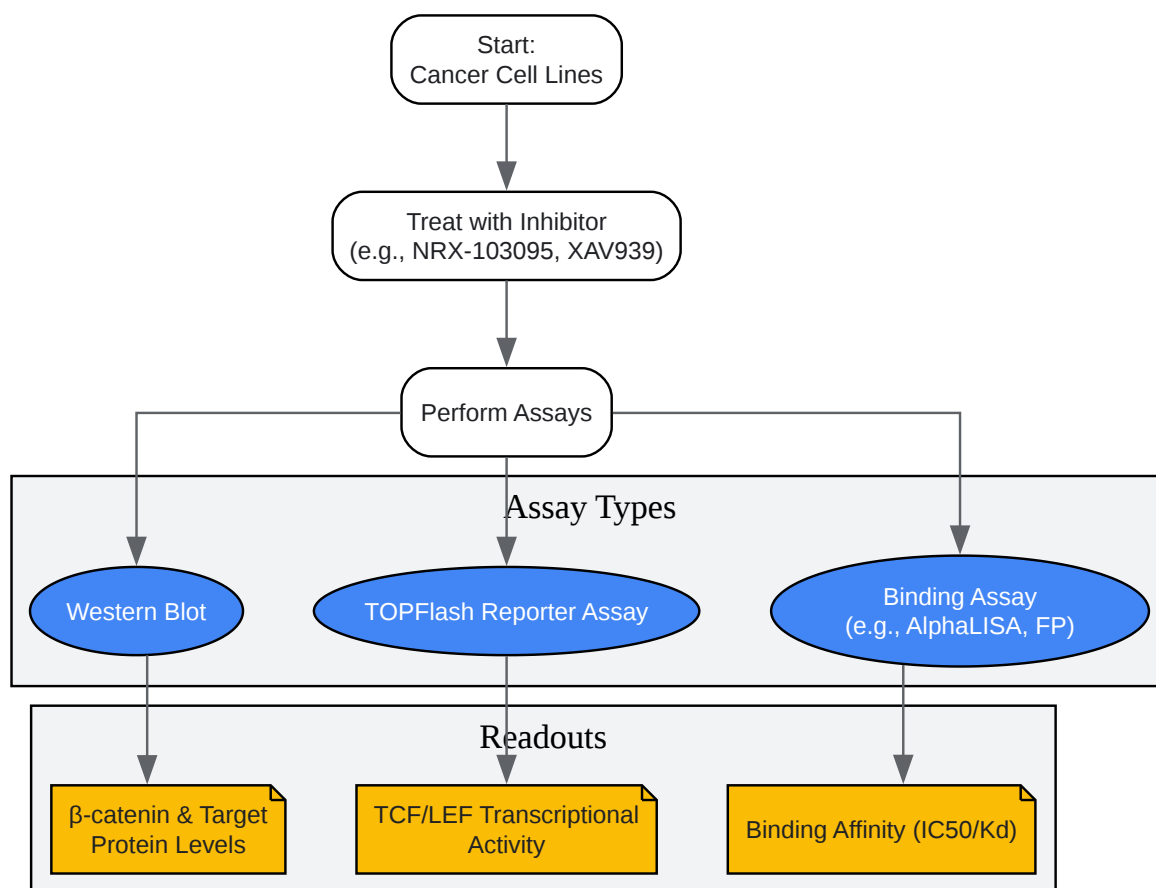 Start:
Cancer Cell Lines
Treat with Inhibitor
(e.g., NRX-103095, XAV939)
Perform Assays
Assay Types
Western Blot
TOPFlash Reporter Assay
Binding Assay
(e.g., AlphaLISA, FP)
Readouts
β-catenin & Target
Protein Levels
TCF/LEF Transcriptional
Activity
Binding Affinity (IC50/Kd)